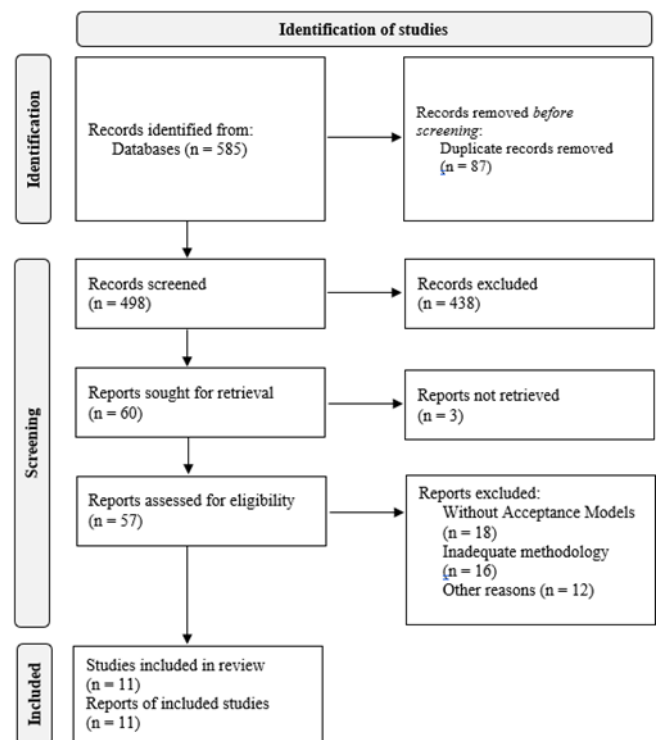 Identification of studies
Identification
Records identified from:
Databases (n = 585)
Records removed before
screening:
Duplicate records removed
(n = 87)
Screening
Records screened
(n = 498)
Records excluded
(n = 438)
Reports sought for retrieval
(n = 60)
Reports not retrieved
(n = 3)
Reports assessed for eligibility
(n = 57)
Reports excluded:
Without Acceptance Models
(n = 18)
Inadequate methodology
(n = 16)
Other reasons (n = 12)
Included
Studies included in review
(n = 11)
Reports of included studies
(n = 11)